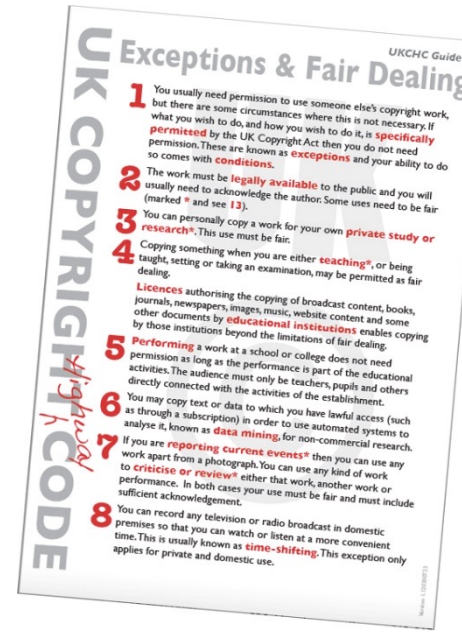 UKCHC Guide
Exceptions & Fair Dealing
UK COPYRIGHT CODE
Highway
1 You usually need permission to use someone else's copyright work,
but there are some circumstances where this is not necessary. If
what you wish to do, and how you wish to do it, is specifically
permitted by the UK Copyright Act then you do not need
permission. These are known as exceptions and your ability to do
so comes with conditions.
2 The work must be legally available to the public and you will
usually need to acknowledge the author. Some uses need to be fair
(marked * and see 13).
3 You can personally copy a work for your own private study or
research*. This use must be fair.
4 Copying something when you are either teaching*, or being
taught, setting or taking an examination, may be permitted as fair
dealing.
Licences authorising the copying of broadcast content, books,
journals, newspapers, images, music, website content and some
other documents by educational institutions enables copying
by those institutions beyond the limitations of fair dealing.
5 Performing a work at a school or college does not need
permission as long as the performance is part of the educational
activities. The audience must only be teachers, pupils and others
directly connected with the activities of the establishment.
6 You may copy text or data to which you have lawful access (such
as through a subscription) in order to use automated systems to
analyse it, known as data mining, for non-commercial research.
7 If you are reporting current events* then you can use any
work apart from a photograph. You can use any kind of work
to criticise or review* either that work, another work or
performance. In both cases your use must be fair and must include
sufficient acknowledgement.
8 You can record any television or radio broadcast in domestic
premises so that you can watch or listen at a more convenient
time. This is usually known as time-shifting. This exception only
applies for private and domestic use.